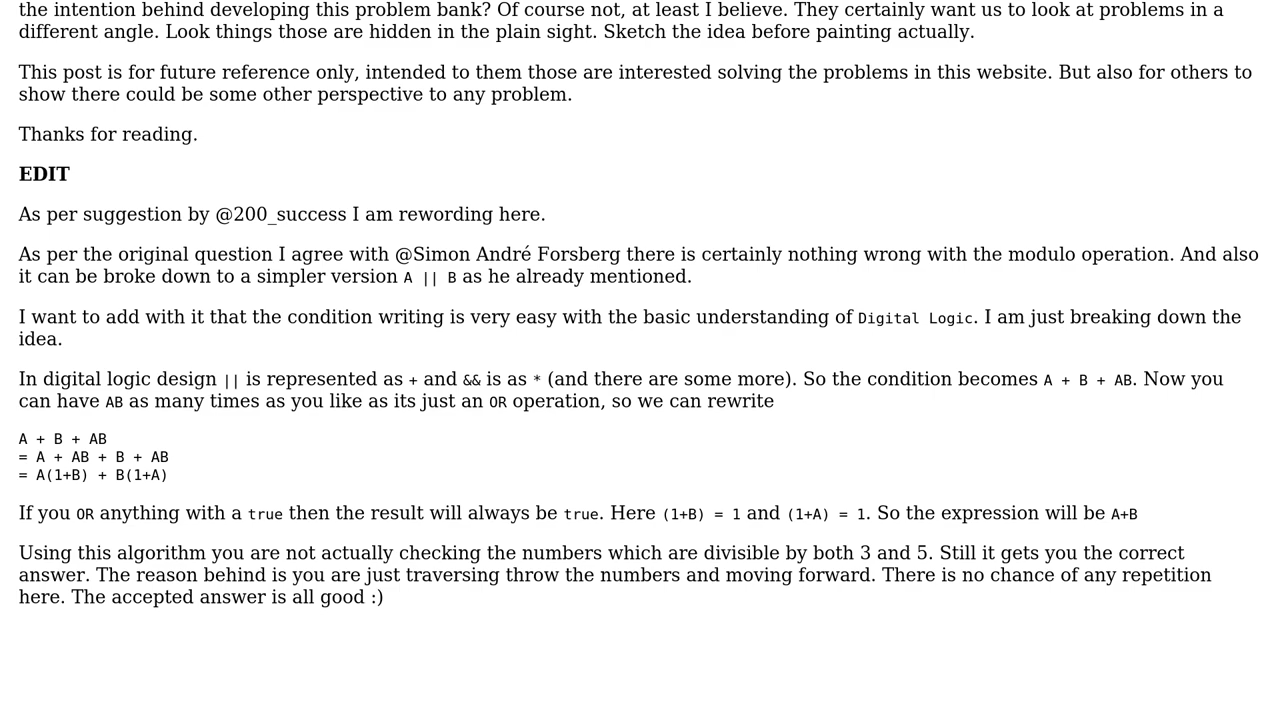 the intention behind developing this problem bank? Of course not, at least I believe. They certainly want us to look at problems in a
different angle. Look things those are hidden in the plain sight. Sketch the idea before painting actually.
This post is for future reference only, intended to them those are interested solving the problems in this website. But also for others to
show there could be some other perspective to any problem.
Thanks for reading.
EDIT
As per suggestion by @200_success I am rewording here.
As per the original question I agree with @Simon André Forsberg there is certainly nothing wrong with the modulo operation. And also
it can be broke down to a simpler version A || B as he already mentioned.
I want to add with it that the condition writing is very easy with the basic understanding of Digital Logic. I am just breaking down the
idea.
In digital logic design || is represented as + and && is as * (and there are some more). So the condition becomes A + B + AB. Now you
can have AB as many times as you like as its just an OR operation, so we can rewrite
A + B + AB
= A + AB + B + AB
= A(1+B) + B(1+A)
If you OR anything with a true then the result will always be true. Here (1+B) = 1 and (1+A) = 1. So the expression will be A+B
Using this algorithm you are not actually checking the numbers which are divisible by both 3 and 5. Still it gets you the correct
answer. The reason behind is you are just traversing throw the numbers and moving forward. There is no chance of any repetition
here. The accepted answer is all good :)